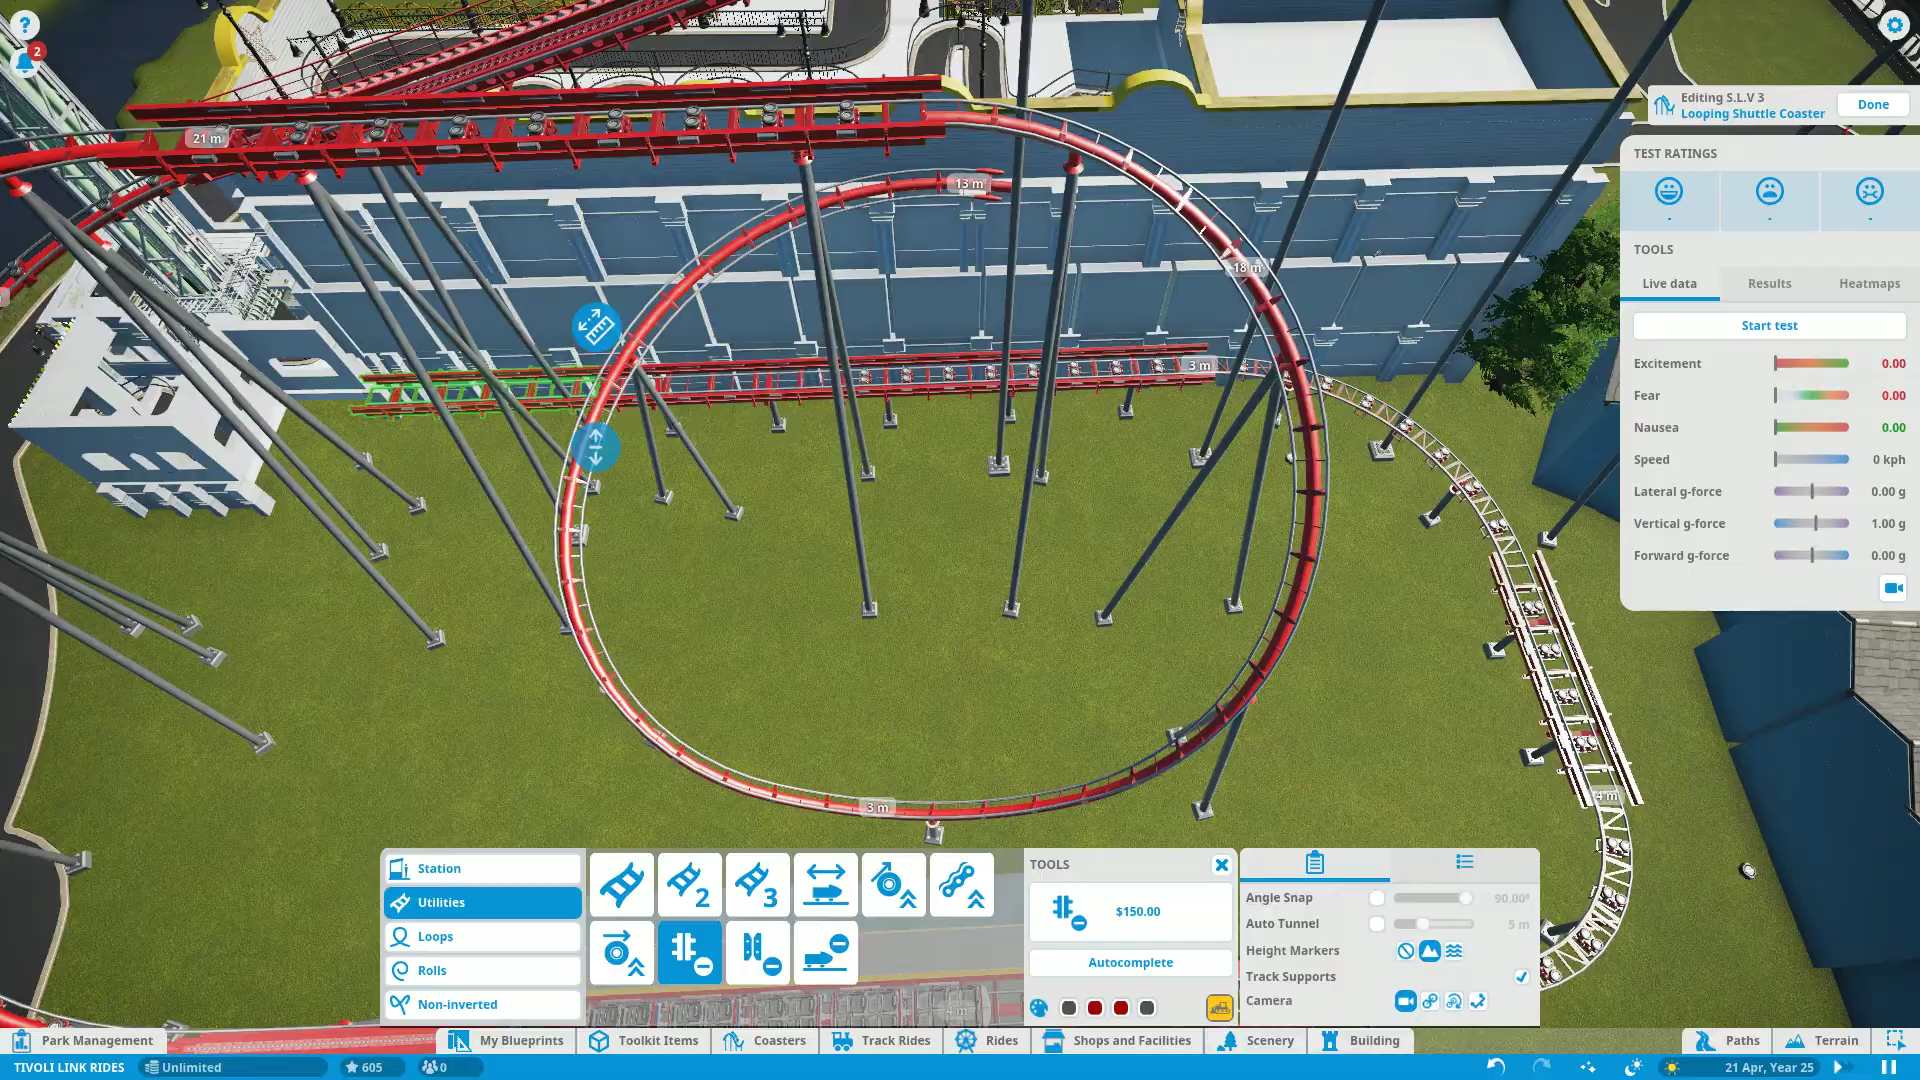 ?
2
21 m
13 m
18 m
3 m
3 m
4 m
Editing S.L.V 3
Looping Shuttle Coaster
Done
TEST RATINGS
-
-
-
TOOLS
Live data
Results
Heatmaps
Start test
Excitement 0.00
Fear 0.00
Nausea 0.00
Speed 0 kph
Lateral g-force 0.00 g
Vertical g-force 1.00 g
Forward g-force 0.00 g
Station
Utilities
Loops
Rolls
Non-inverted
2
3
4 m
TOOLS
$150.00
Autocomplete
Angle Snap 90.00°
Auto Tunnel 5 m
Height Markers
Track Supports
Camera
Park Management
My Blueprints
Toolkit Items
Coasters
Track Rides
Rides
Shops and Facilities
Scenery
Building
Paths
Terrain
TIVOLI LINK RIDES
Unlimited
605
0
21 Apr, Year 25